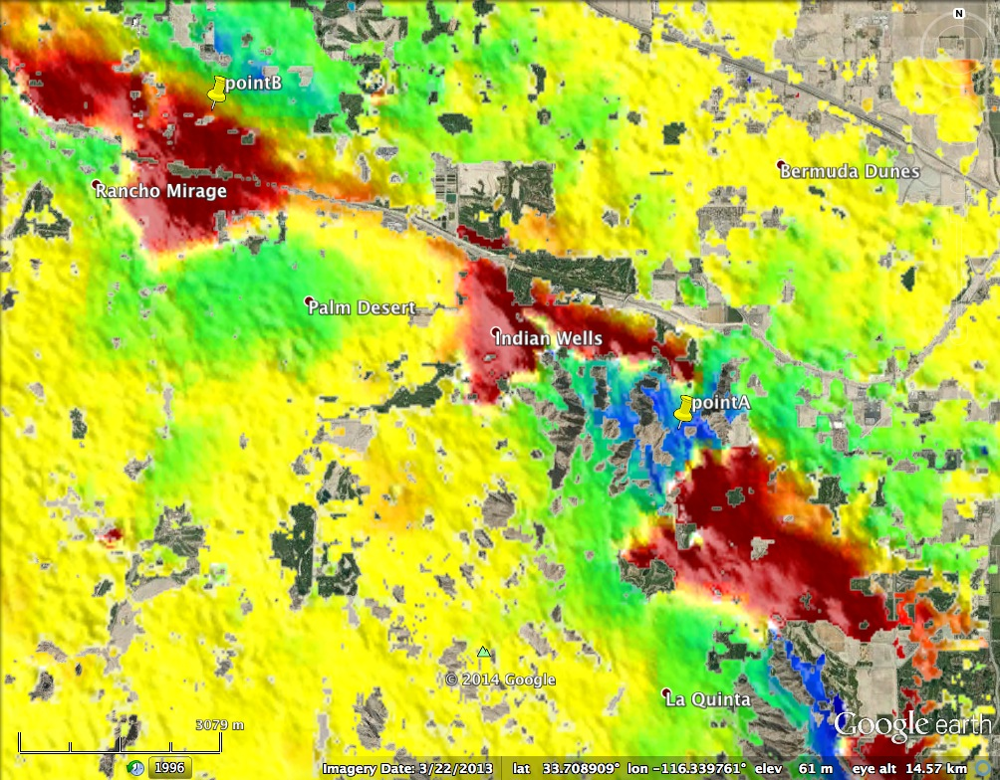 N
pointB
Bermuda Dunes
Rancho Mirage
Palm Desert
Indian Wells
pointA
© 2014 Google
La Quinta
3079 m
Google earth
1996
Imagery Date: 3/22/2013 lat 33.708909° lon -116.339761° elev 61 m eye alt 14.57 km